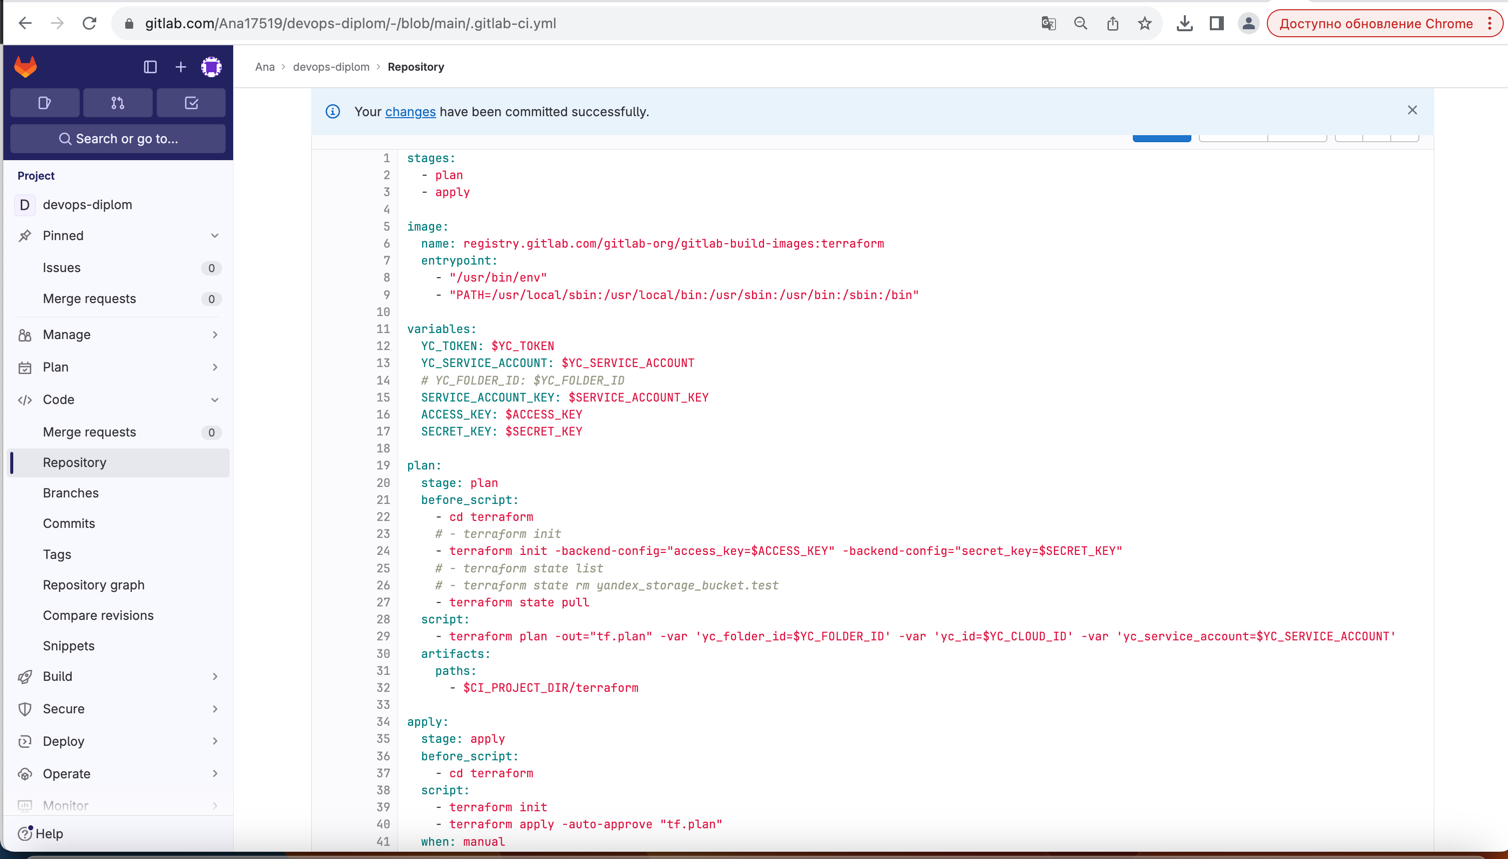 gitlab.com/Ana17519/devops-diplom/-/blob/main/.gitlab-ci.yml
Доступно обновление Chrome
Search or go to...
Project
D devops-diplom
Pinned
Issues 0
Merge requests 0
Manage
Plan
Code
Merge requests 0
Repository
Branches
Commits
Tags
Repository graph
Compare revisions
Snippets
Build
Secure
Deploy
Operate
Monitor
Help
Ana › devops-diplom › Repository
Your changes have been committed successfully.
1 stages:
2 - plan
3 - apply
4
5 image:
6 name: registry.gitlab.com/gitlab-org/gitlab-build-images:terraform
7 entrypoint:
8 - "/usr/bin/env"
9 - "PATH=/usr/local/sbin:/usr/local/bin:/usr/sbin:/usr/bin:/sbin:/bin"
10
11 variables:
12 YC_TOKEN: $YC_TOKEN
13 YC_SERVICE_ACCOUNT: $YC_SERVICE_ACCOUNT
14 # YC_FOLDER_ID: $YC_FOLDER_ID
15 SERVICE_ACCOUNT_KEY: $SERVICE_ACCOUNT_KEY
16 ACCESS_KEY: $ACCESS_KEY
17 SECRET_KEY: $SECRET_KEY
18
19 plan:
20 stage: plan
21 before_script:
22 - cd terraform
23 # - terraform init
24 - terraform init -backend-config="access_key=$ACCESS_KEY" -backend-config="secret_key=$SECRET_KEY"
25 # - terraform state list
26 # - terraform state rm yandex_storage_bucket.test
27 - terraform state pull
28 script:
29 - terraform plan -out="tf.plan" -var 'yc_folder_id=$YC_FOLDER_ID' -var 'yc_id=$YC_CLOUD_ID' -var 'yc_service_account=$YC_SERVICE_ACCOUNT'
30 artifacts:
31 paths:
32 - $CI_PROJECT_DIR/terraform
33
34 apply:
35 stage: apply
36 before_script:
37 - cd terraform
38 script:
39 - terraform init
40 - terraform apply -auto-approve "tf.plan"
41 when: manual